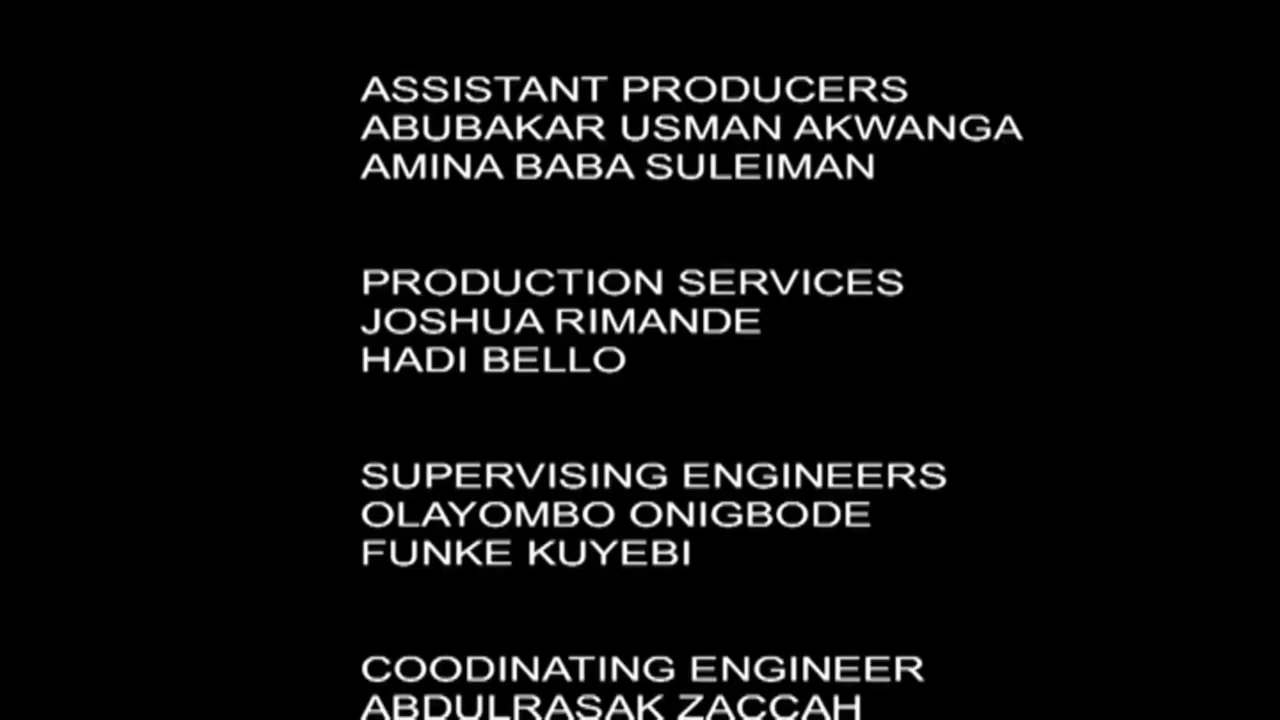 ASSISTANT PRODUCERS
ABUBAKAR USMAN AKWANGA
AMINA BABA SULEIMAN
PRODUCTION SERVICES
JOSHUA RIMANDE
HADI BELLO
SUPERVISING ENGINEERS
OLAYOMBO ONIGBODE
FUNKE KUYEBI
COODINATING ENGINEER
ABDULRASAK ZACCAH